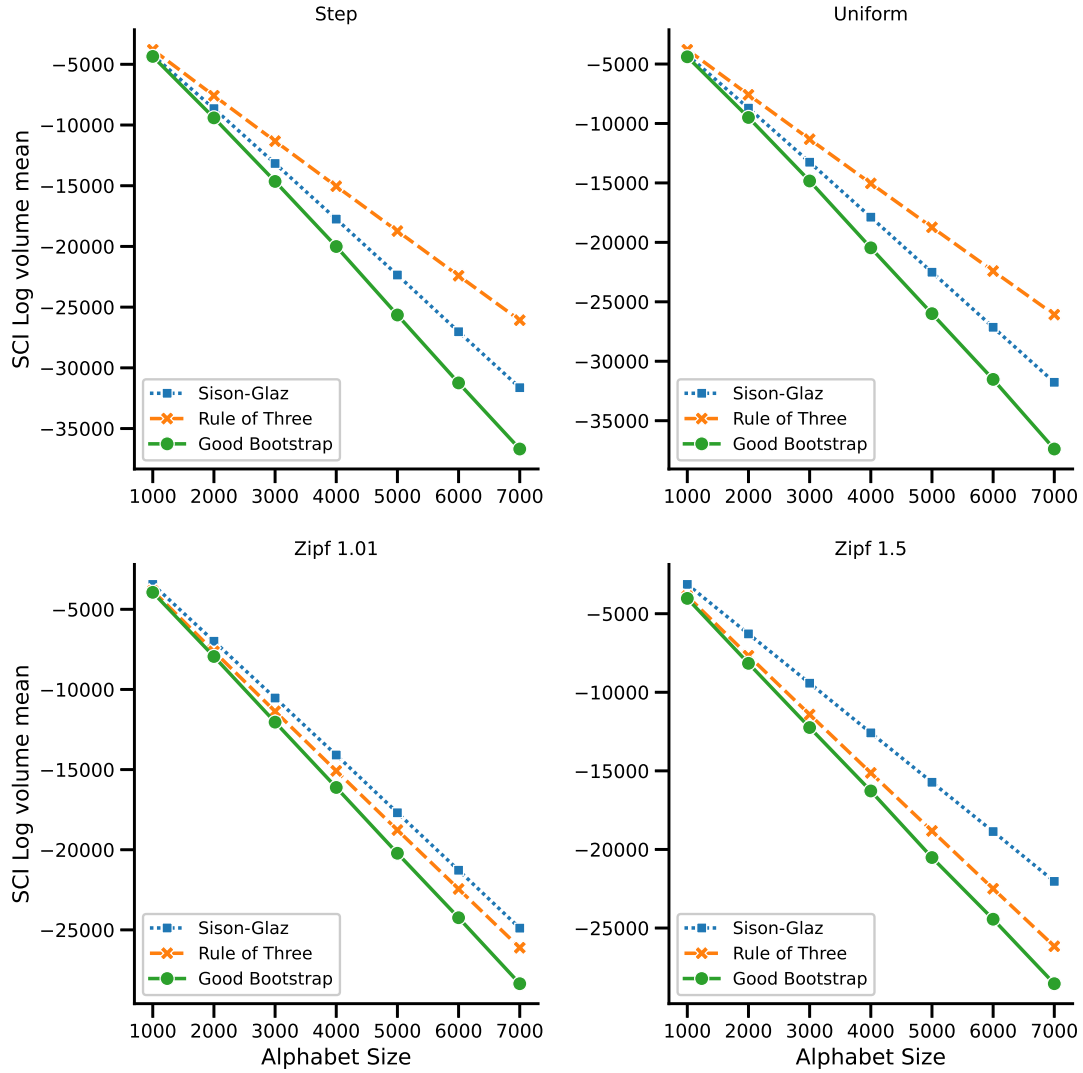 Step
SCI Log volume mean
−5000
−10000
−15000
−20000
−25000
−30000
−35000
Sison-Glaz
Rule of Three
Good Bootstrap
1000 2000 3000 4000 5000 6000 7000
Uniform
−5000
−10000
−15000
−20000
−25000
−30000
−35000
Sison-Glaz
Rule of Three
Good Bootstrap
1000 2000 3000 4000 5000 6000 7000
Zipf 1.01
SCI Log volume mean
−5000
−10000
−15000
−20000
−25000
Sison-Glaz
Rule of Three
Good Bootstrap
1000 2000 3000 4000 5000 6000 7000
Alphabet Size
Zipf 1.5
−5000
−10000
−15000
−20000
−25000
Sison-Glaz
Rule of Three
Good Bootstrap
1000 2000 3000 4000 5000 6000 7000
Alphabet Size